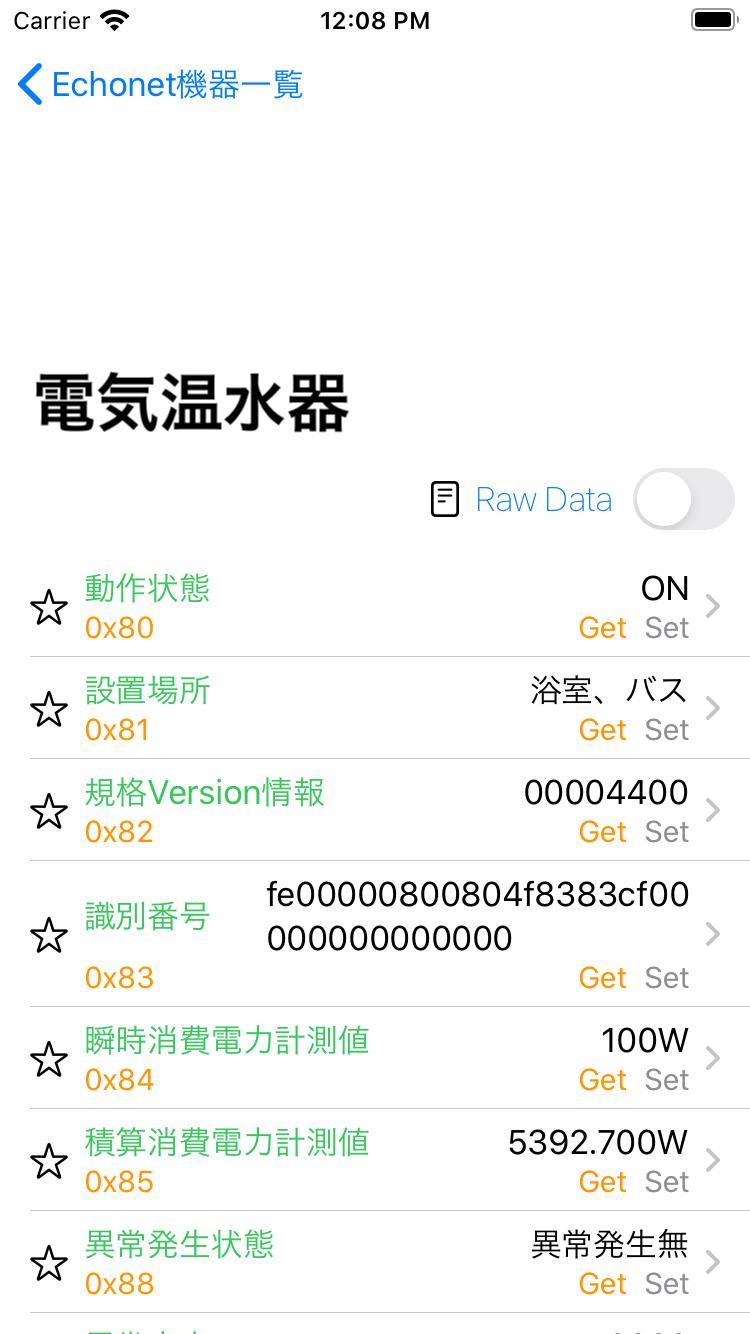 Carrier 12:08 PM
Echonet機器一覧
電気温水器
Raw Data
動作状態 ON
0x80 Get Set
設置場所 浴室、バス
0x81 Get Set
規格Version情報 00004400
0x82 Get Set
識別番号 fe00000800804f8383cf00
000000000000
0x83 Get Set
瞬時消費電力計測値 100W
0x84 Get Set
積算消費電力計測値 5392.700W
0x85 Get Set
異常発生状態 異常発生無
0x88 Get Set